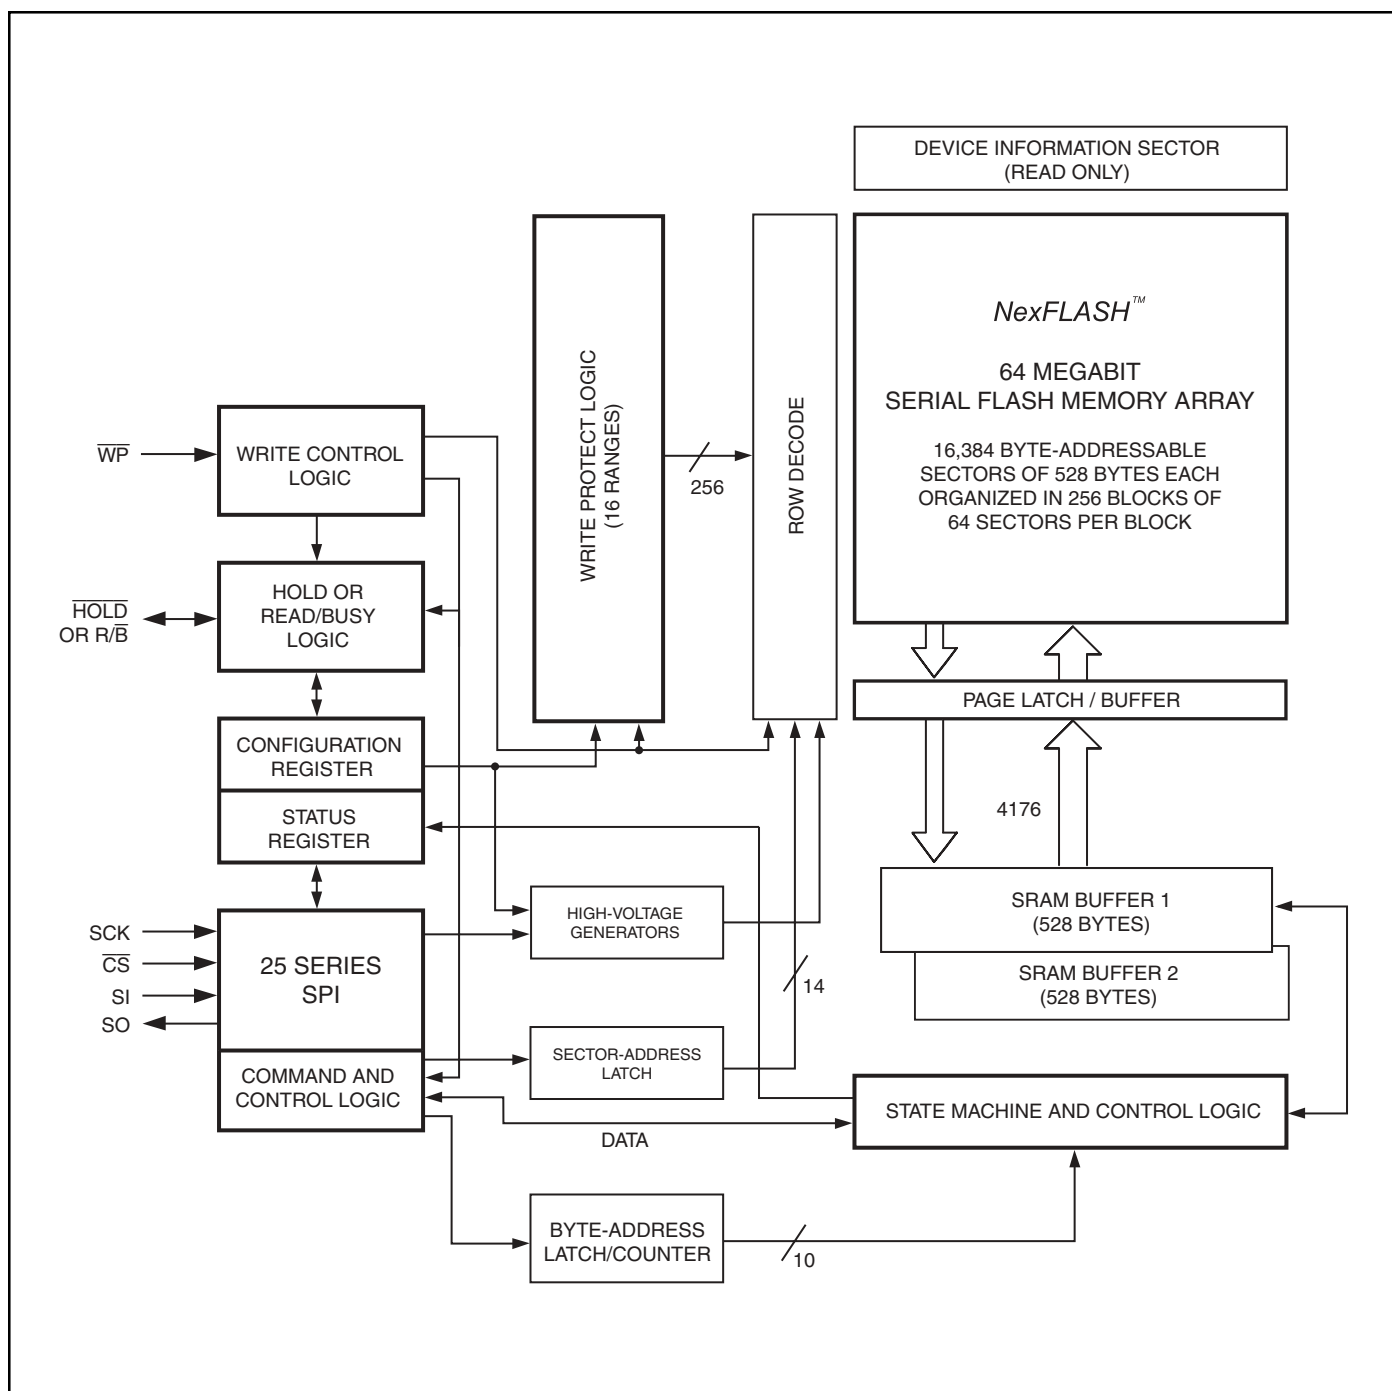 DEVICE INFORMATION SECTOR
(READ ONLY)
NexFLASH™
64 MEGABIT
SERIAL FLASH MEMORY ARRAY
16,384 BYTE-ADDRESSABLE
SECTORS OF 528 BYTES EACH
ORGANIZED IN 256 BLOCKS OF
64 SECTORS PER BLOCK
WRITE PROTECT LOGIC
(16 RANGES)
256
ROW DECODE
W̅P̅
WRITE CONTROL
LOGIC
H̅O̅L̅D̅
OR R/B̅
HOLD OR
READ/BUSY
LOGIC
PAGE LATCH / BUFFER
CONFIGURATION
REGISTER
STATUS
REGISTER
4176
SCK
C̅S̅
SI
SO
25 SERIES
SPI
HIGH-VOLTAGE
GENERATORS
SRAM BUFFER 1
(528 BYTES)
SRAM BUFFER 2
(528 BYTES)
14
COMMAND AND
CONTROL LOGIC
SECTOR-ADDRESS
LATCH
STATE MACHINE AND CONTROL LOGIC
DATA
BYTE-ADDRESS
LATCH/COUNTER
10